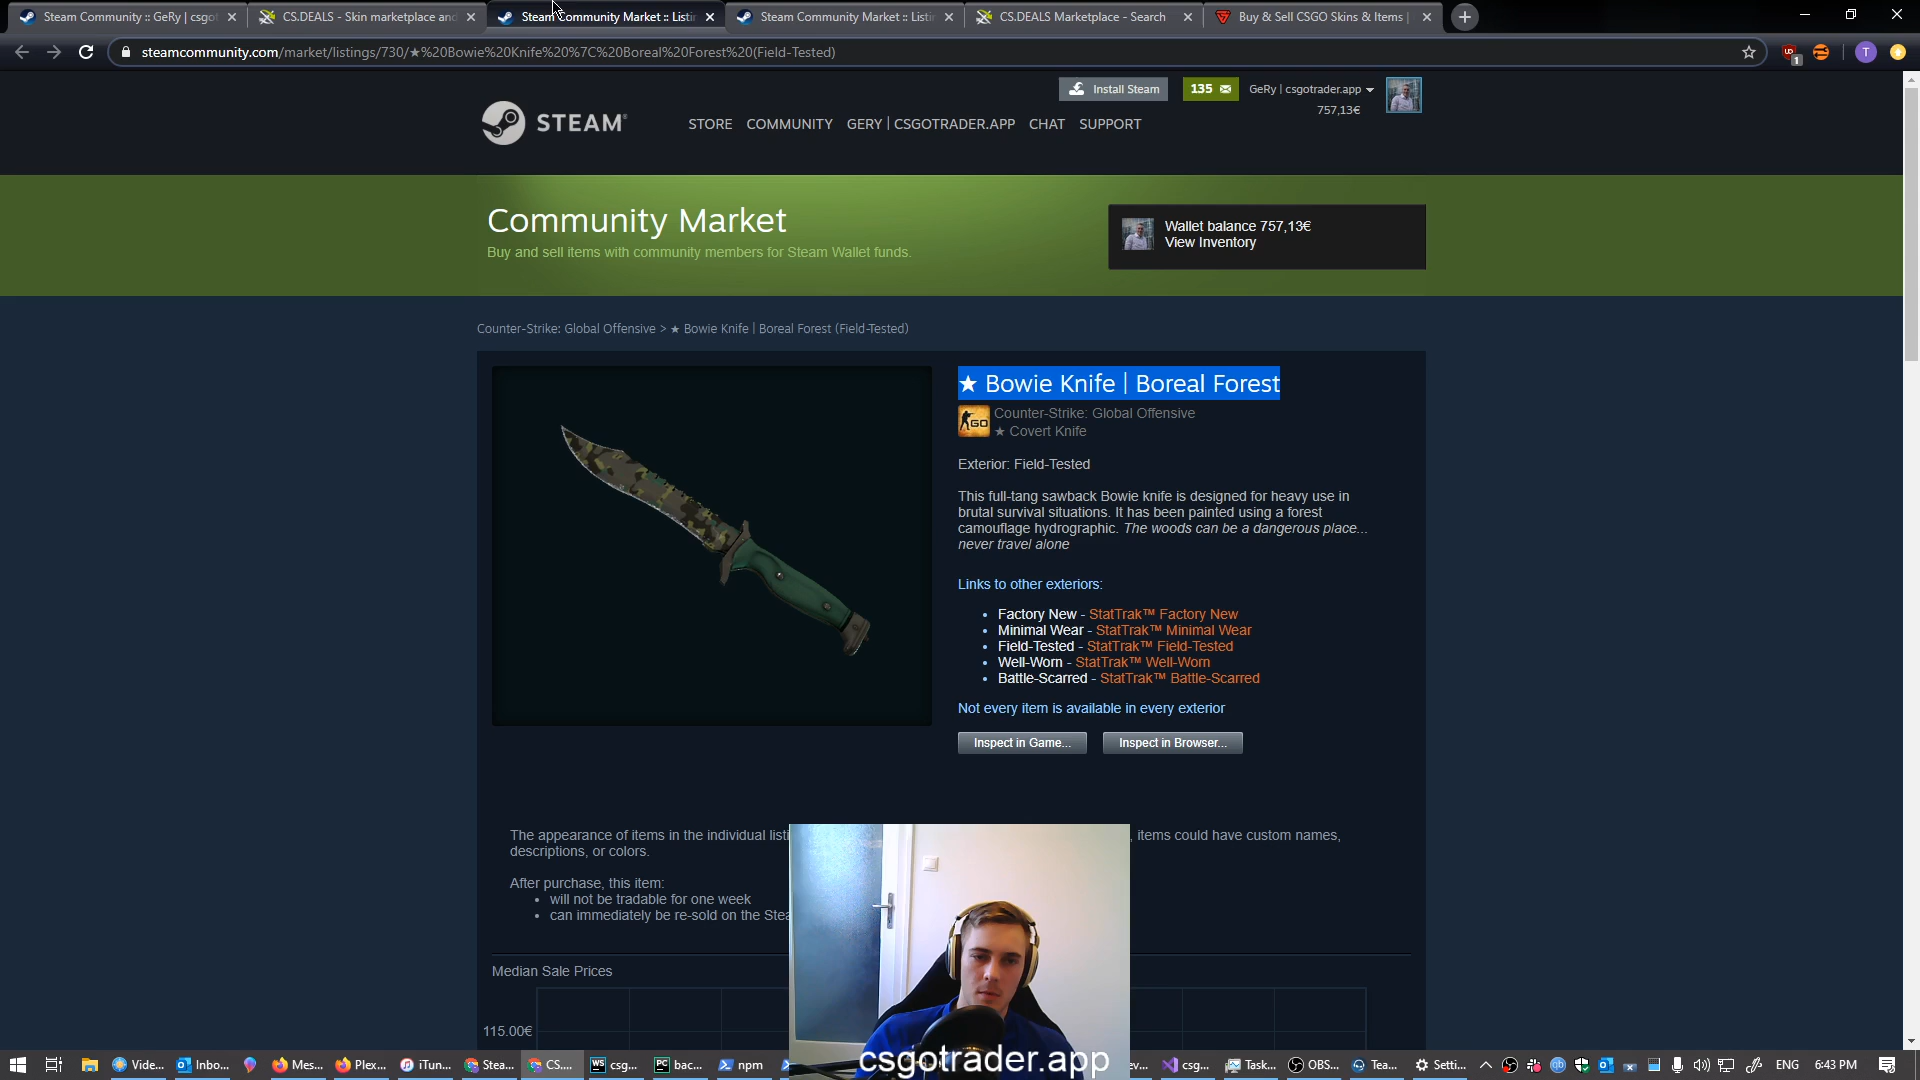 Steam Community :: GeRy | csgot
CS.DEALS - Skin marketplace and
Steam Community Market :: Listin
Steam Community Market :: Listin
CS.DEALS Marketplace - Search
Buy & Sell CSGO Skins & Items |
steamcommunity.com/market/listings/730/★%20Bowie%20Knife%20%7C%20Boreal%20Forest%20(Field-Tested)
1
T
Install Steam
135
GeRy | csgotrader.app
757,13€
STEAM
STORE COMMUNITY GERY | CSGOTRADER.APP CHAT SUPPORT
Community Market
Buy and sell items with community members for Steam Wallet funds.
Wallet balance 757,13€
View Inventory
Counter-Strike: Global Offensive > ★ Bowie Knife | Boreal Forest (Field-Tested)
★ Bowie Knife | Boreal Forest
GO
Counter-Strike: Global Offensive
★ Covert Knife
Exterior: Field-Tested
This full-tang sawback Bowie knife is designed for heavy use in
brutal survival situations. It has been painted using a forest
camouflage hydrographic. The woods can be a dangerous place...
never travel alone
Links to other exteriors:
• Factory New - StatTrak™ Factory New
• Minimal Wear - StatTrak™ Minimal Wear
• Field-Tested - StatTrak™ Field-Tested
• Well-Worn - StatTrak™ Well-Worn
• Battle-Scarred - StatTrak™ Battle-Scarred
Not every item is available in every exterior
Inspect in Game...
Inspect in Browser...
The appearance of items in the individual listi
, items could have custom names,
descriptions, or colors.
After purchase, this item:
• will not be tradable for one week
• can immediately be re-sold on the Stea
Median Sale Prices
115.00€
csgotrader.app
Vide...
Inbo...
Mes...
Plex...
iTun...
Stea...
CS....
csg...
bac...
npm
ev...
csg...
Task...
OBS...
Tea...
Setti...
ENG
6:43 PM